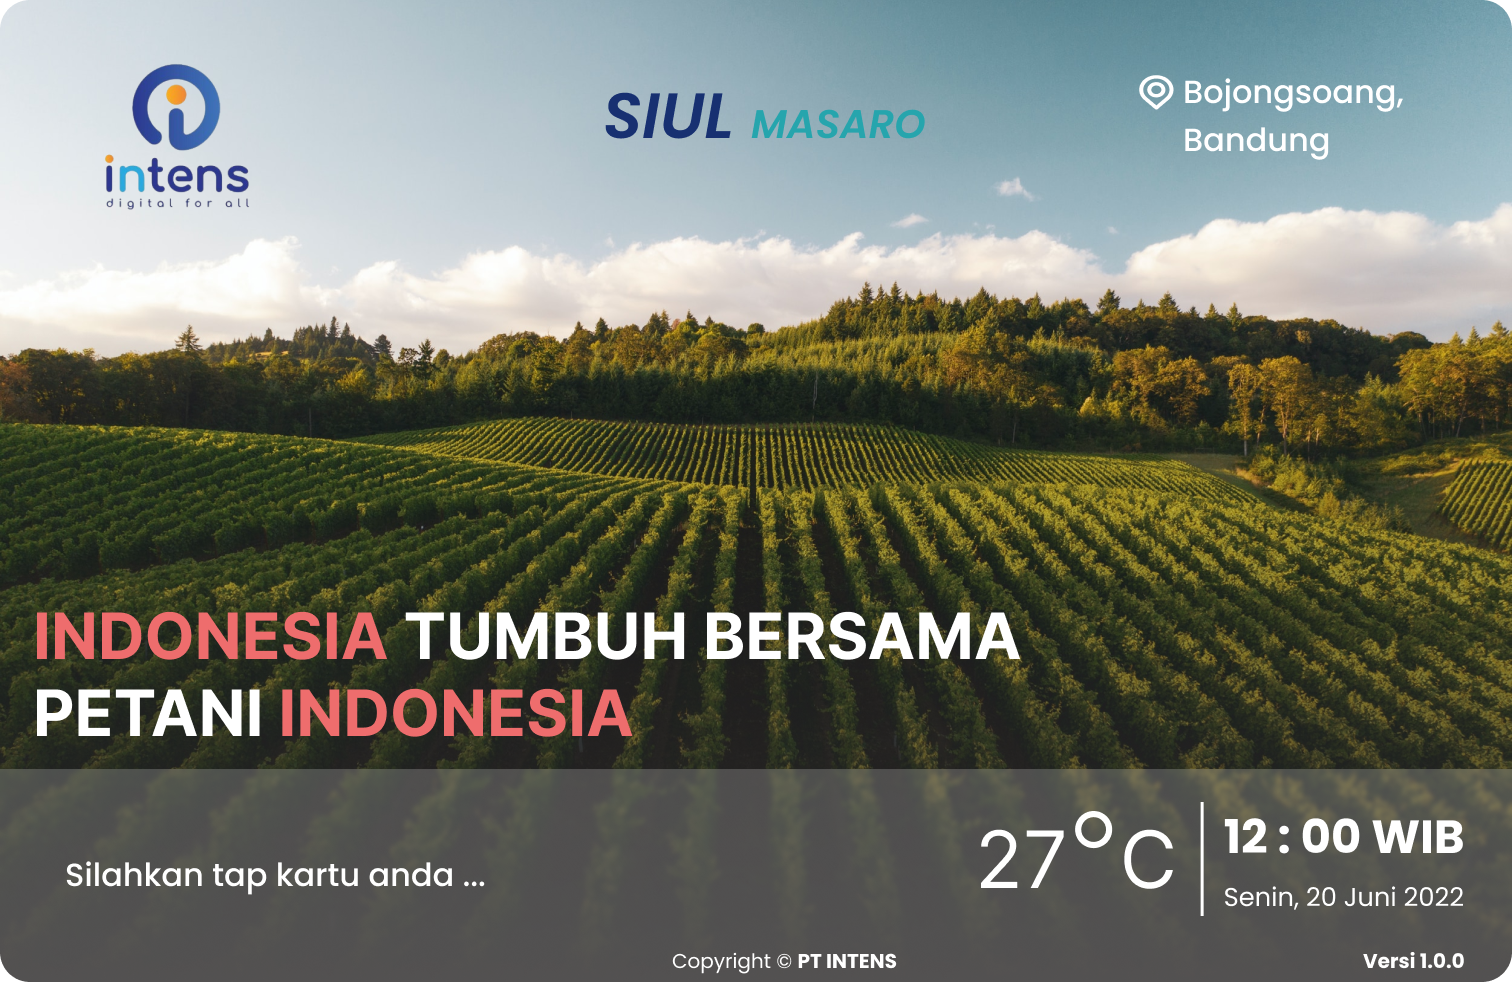 intens
digital for all
SIUL MASARO
Bojongsoang,
Bandung
INDONESIA TUMBUH BERSAMA
PETANI INDONESIA
Silahkan tap kartu anda ...
27°C
12 : 00 WIB
Senin, 20 Juni 2022
Copyright © PT INTENS
Versi 1.0.0